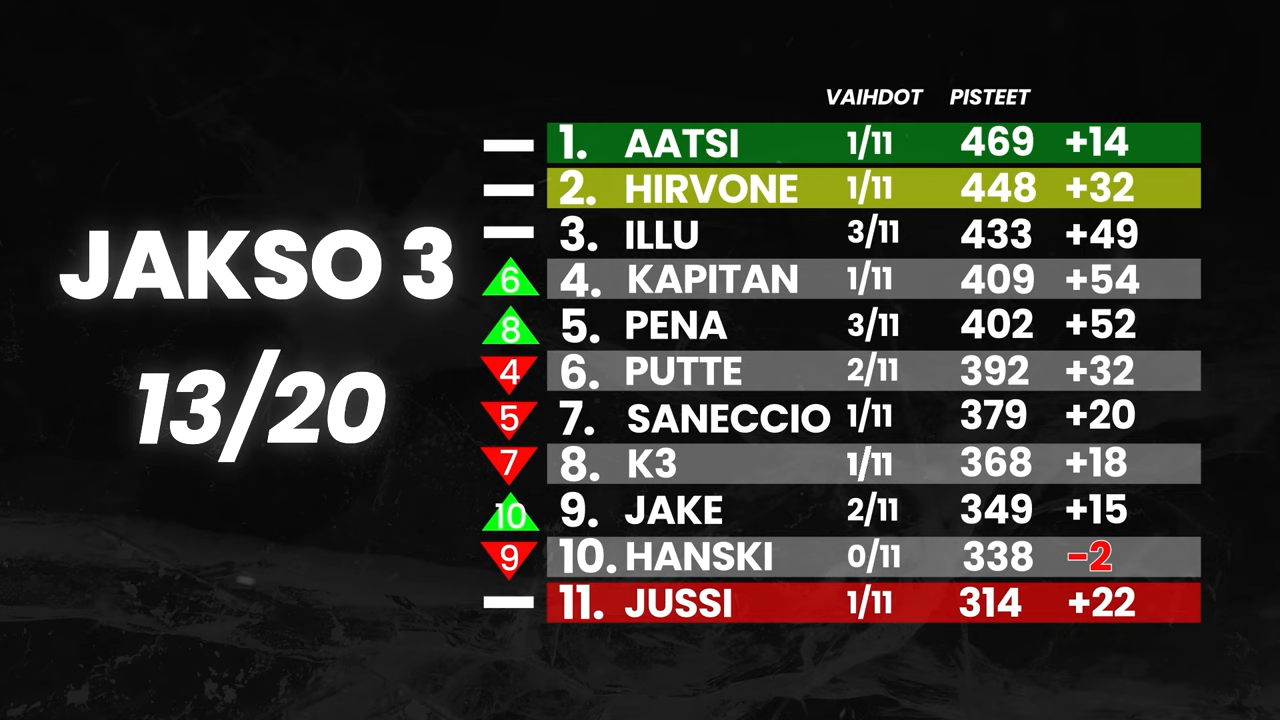 JAKSO 3
13/20
VAIHDOT PISTEET
1. AATSI 1/11 469 +14
2. HIRVONE 1/11 448 +32
3. ILLU 3/11 433 +49
6 4. KAPITAN 1/11 409 +54
8 5. PENA 3/11 402 +52
4 6. PUTTE 2/11 392 +32
5 7. SANECCIO 1/11 379 +20
7 8. K3 1/11 368 +18
10 9. JAKE 2/11 349 +15
9 10. HANSKI 0/11 338 -2
11. JUSSI 1/11 314 +22